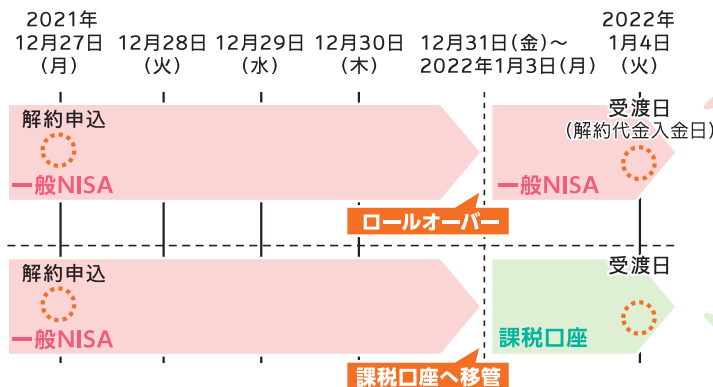 2021年
12月27日
(月)
12月28日
(火)
12月29日
(水)
12月30日
(木)
12月31日(金)～
2022年1月3日(月)
2022年
1月4日
(火)
解約申込
一般NISA
受渡日
(解約代金入金日)
一般NISA
ロールオーバー
解約申込
一般NISA
受渡日
課税口座
課税口座へ移管